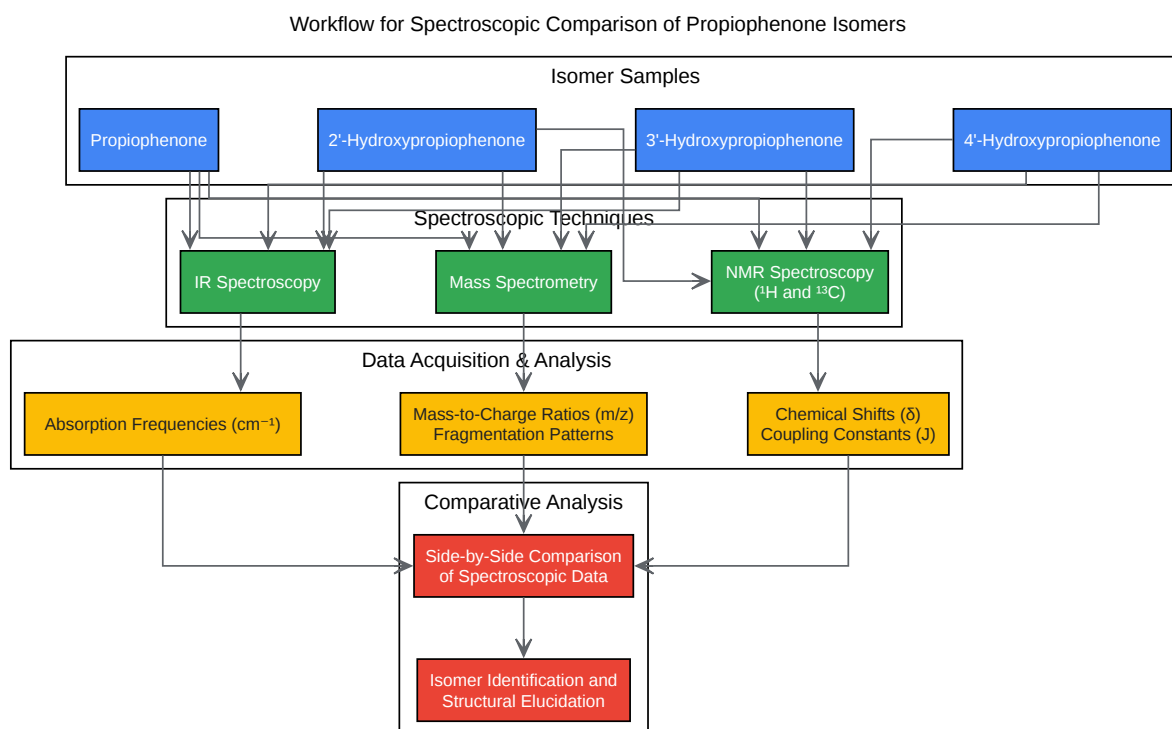 Workflow for Spectroscopic Comparison of Propiophenone Isomers
Isomer Samples
Propiophenone
2'-Hydroxypropiophenone
3'-Hydroxypropiophenone
4'-Hydroxypropiophenone
Spectroscopic Techniques
IR Spectroscopy
Mass Spectrometry
NMR Spectroscopy
(¹H and ¹³C)
Data Acquisition & Analysis
Absorption Frequencies (cm⁻¹)
Mass-to-Charge Ratios (m/z)
Fragmentation Patterns
Chemical Shifts (δ)
Coupling Constants (J)
Comparative Analysis
Side-by-Side Comparison
of Spectroscopic Data
Isomer Identification and
Structural Elucidation